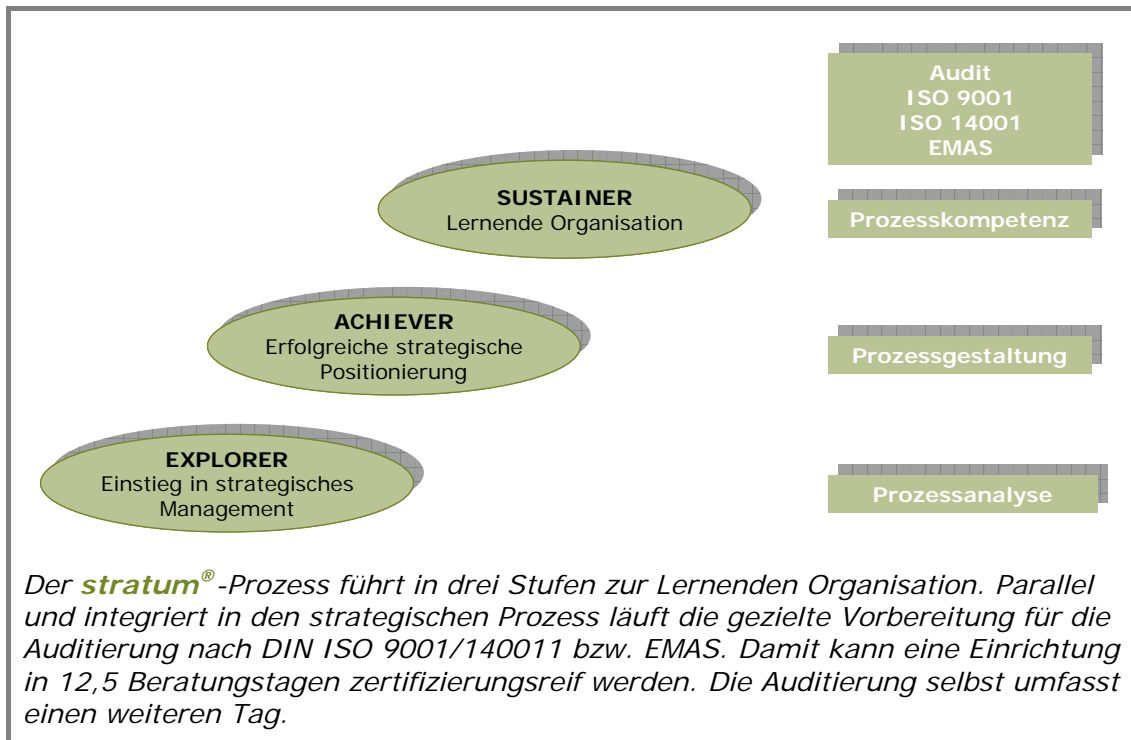 Audit
ISO 9001
ISO 14001
EMAS
SUSTAINER
Lernende Organisation
Prozesskompetenz
ACHIEVER
Erfolgreiche strategische
Positionierung
Prozessgestaltung
EXPLORER
Einstieg in strategisches
Management
Prozessanalyse
Der stratum®-Prozess führt in drei Stufen zur Lernenden Organisation. Parallel
und integriert in den strategischen Prozess läuft die gezielte Vorbereitung für die
Auditierung nach DIN ISO 9001/140011 bzw. EMAS. Damit kann eine Einrichtung
in 12,5 Beratungstagen zertifizierungsreif werden. Die Auditierung selbst umfasst
einen weiteren Tag.